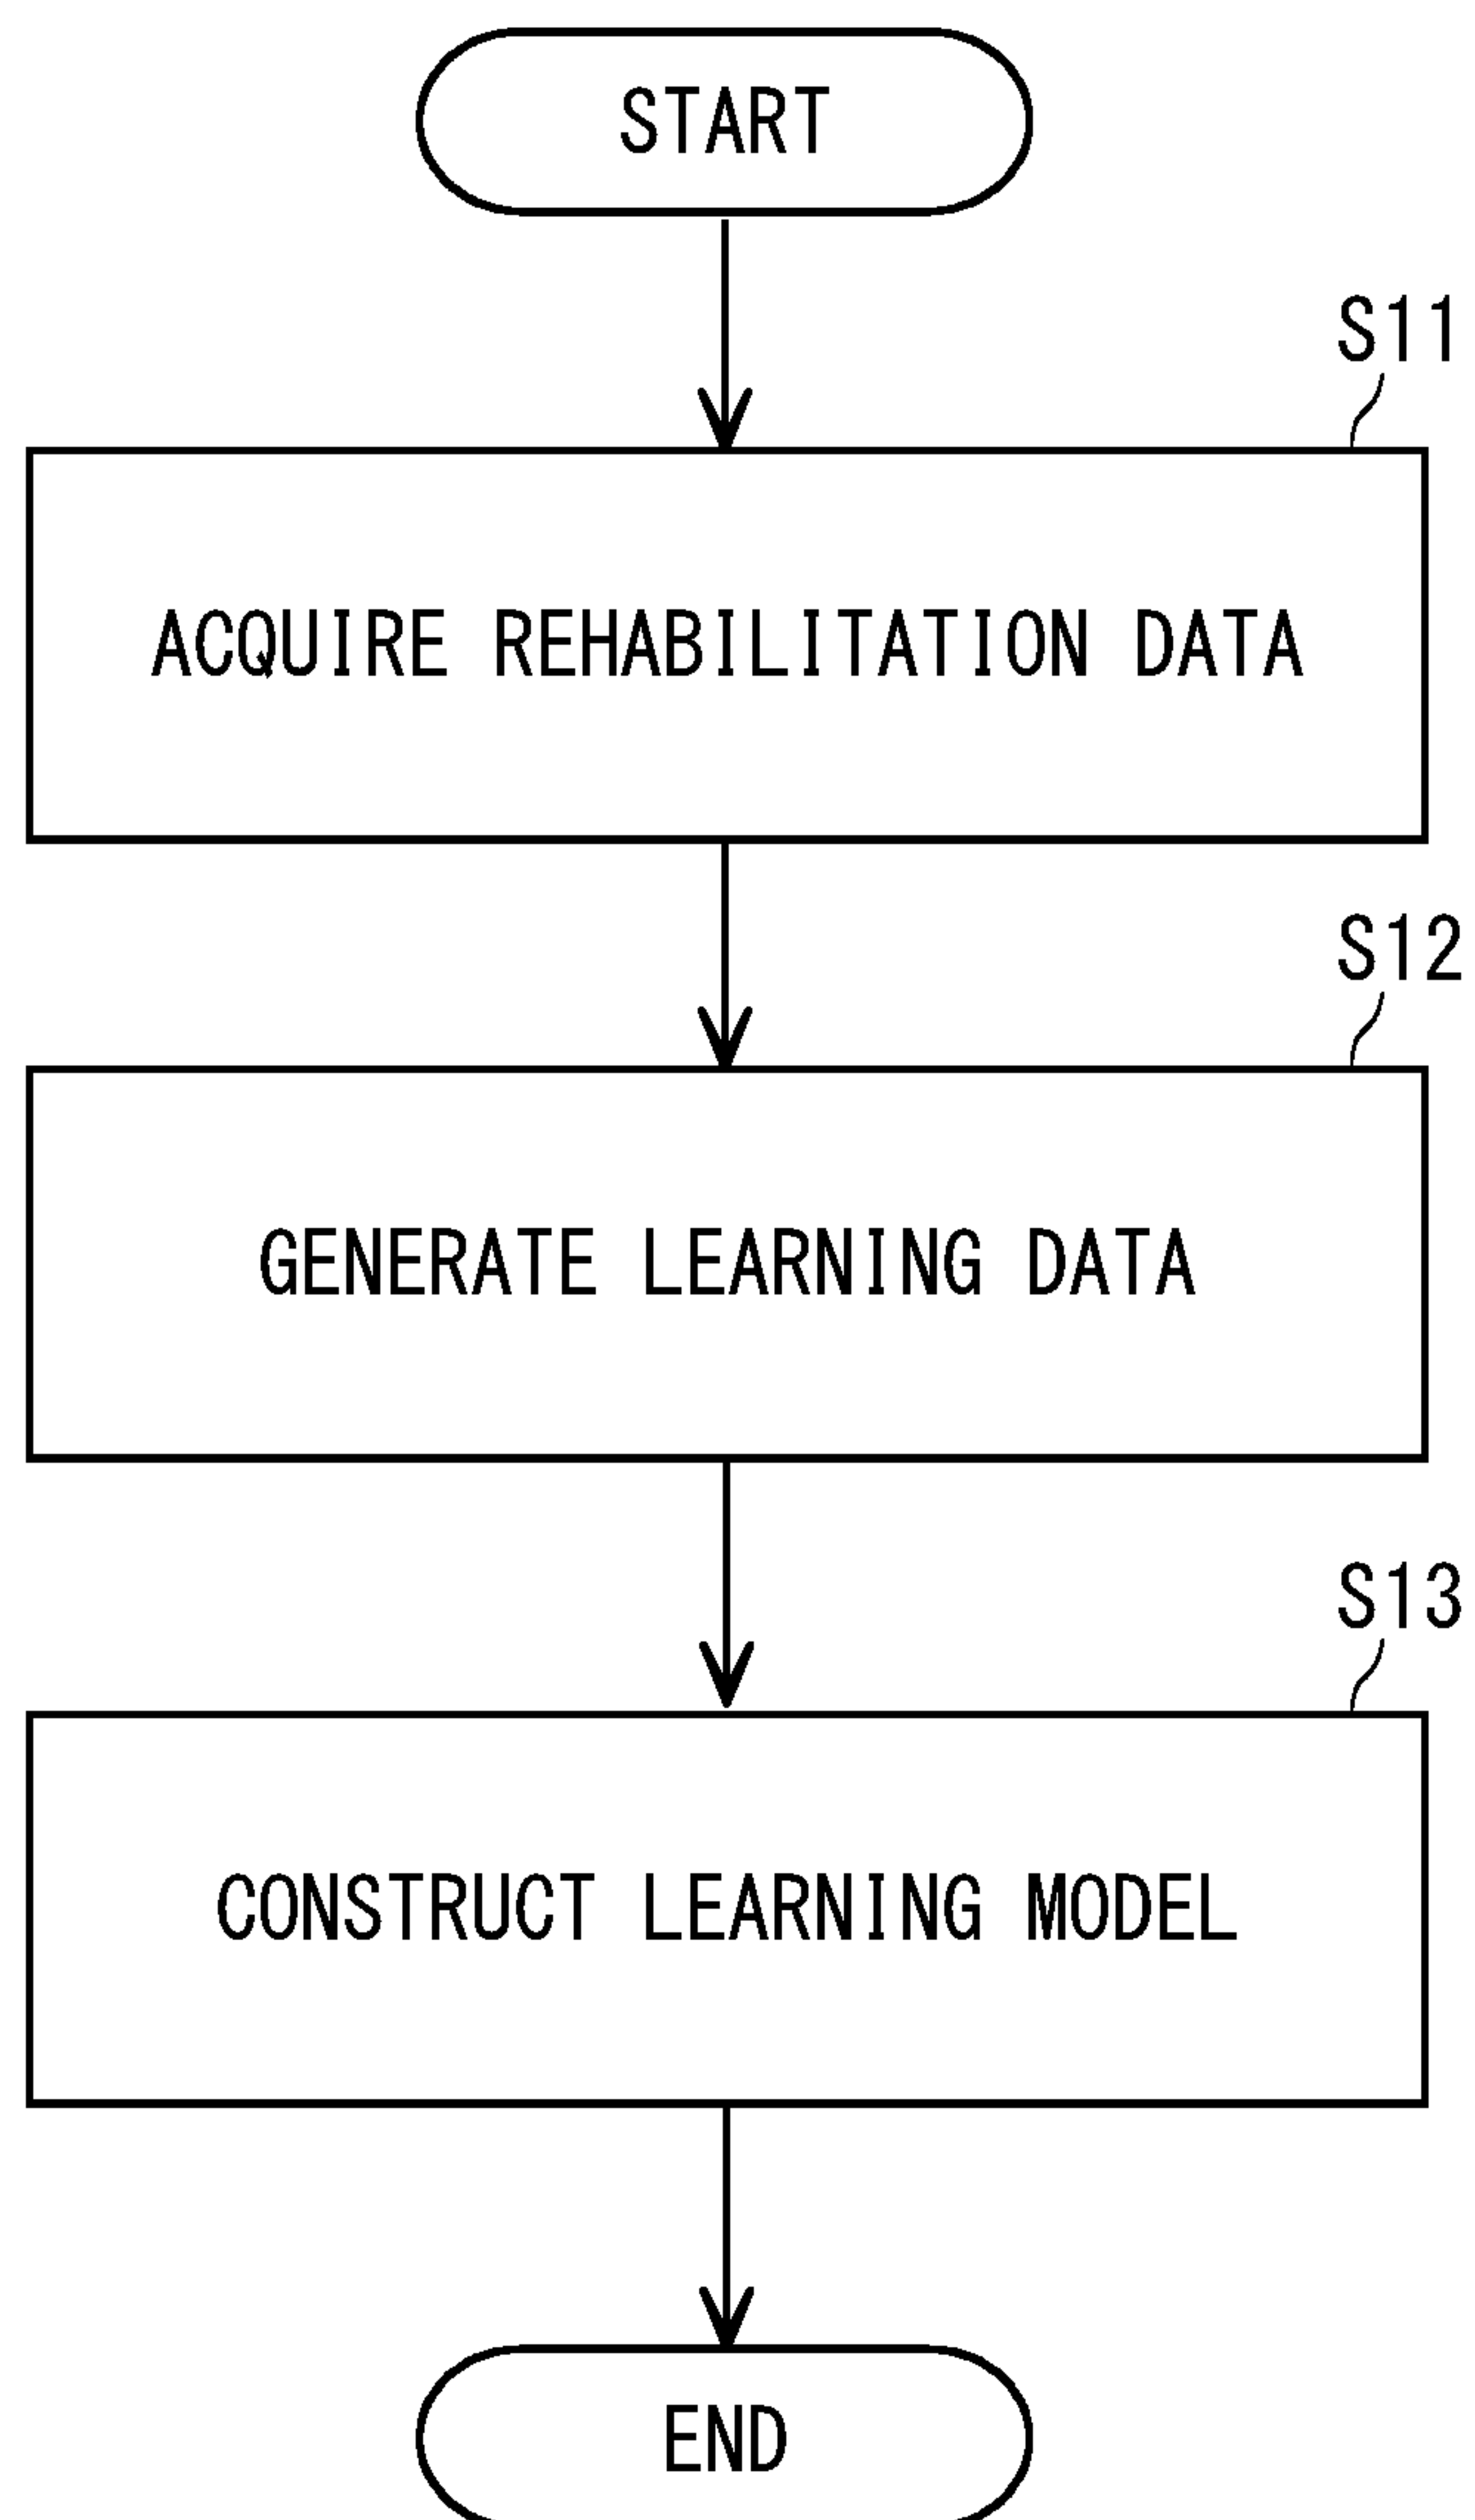 START
S11
ACQUIRE REHABILITATION DATA
S12
GENERATE LEARNING DATA
S13
CONSTRUCT LEARNING MODEL
END